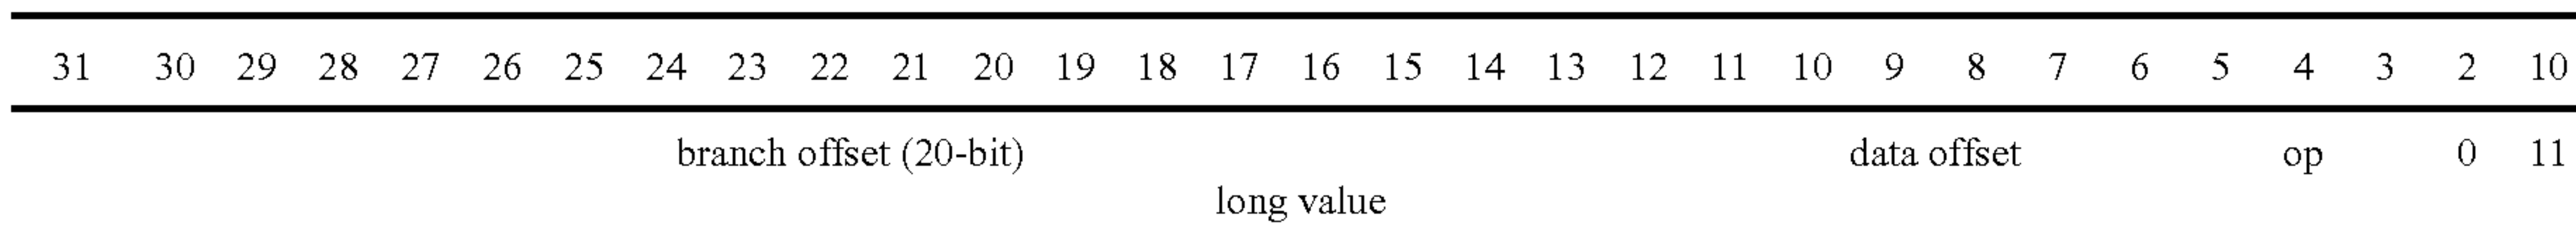 31 30 29 28 27 26 25 24 23 22 21 20 19 18 17 16 15 14 13 12 11 10 9 8 7 6 5 4 3 2 10
branch offset (20-bit) data offset op 0 11
long value